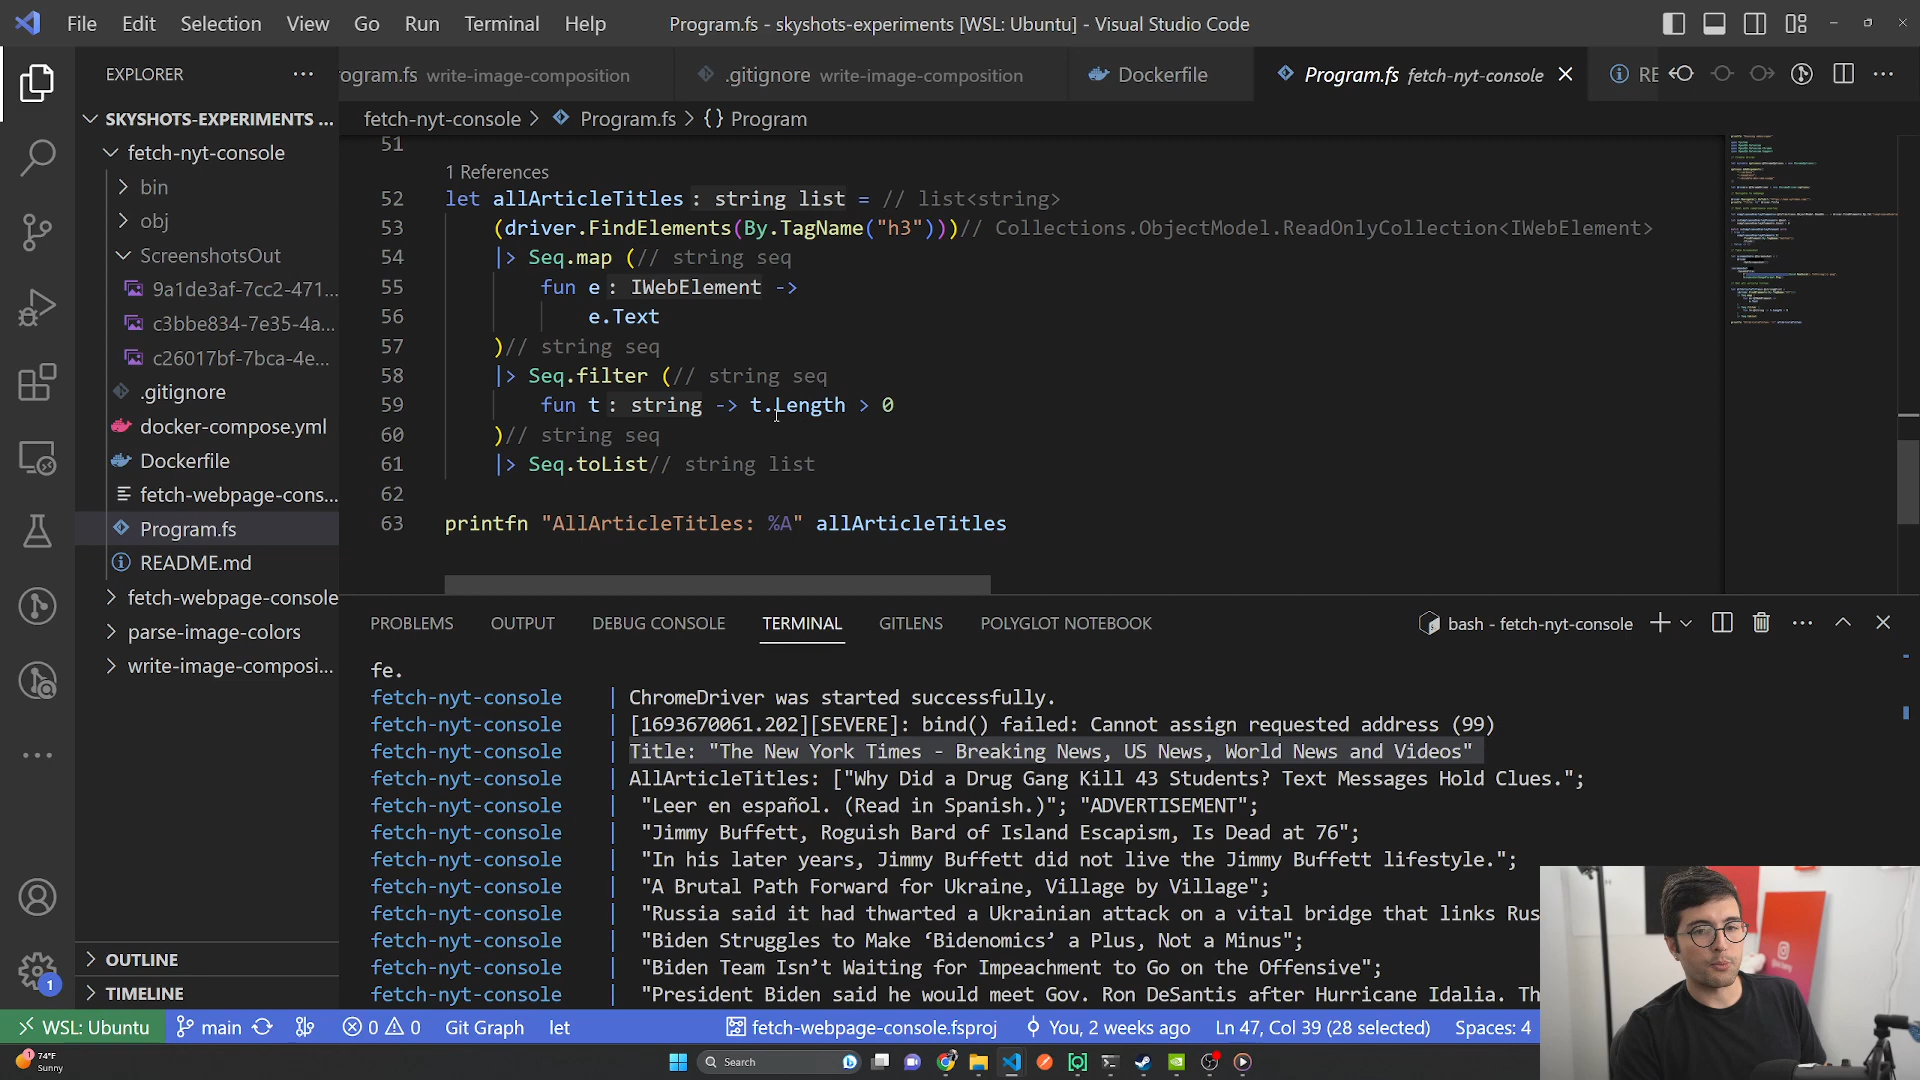 File Edit Selection View Go Run Terminal Help Program.fs - skyshots-experiments [WSL: Ubuntu] - Visual Studio Code
EXPLORER
rogram.fs write-image-composition .gitignore write-image-composition Dockerfile Program.fs fetch-nyt-console RE
SKYSHOTS-EXPERIMENTS ...
fetch-nyt-console > Program.fs > {} Program
fetch-nyt-console
bin
obj
ScreenshotsOut
9a1de3af-7cc2-471...
c3bbe834-7e35-4a...
c26017bf-7bca-4e...
.gitignore
docker-compose.yml
Dockerfile
fetch-webpage-cons...
Program.fs
README.md
fetch-webpage-console
parse-image-colors
write-image-composi...
OUTLINE
TIMELINE
51
1 References
52 let allArticleTitles: string list = // list<string>
53 (driver.FindElements(By.TagName("h3")))// Collections.ObjectModel.ReadOnlyCollection<IWebElement>
54 |> Seq.map (// string seq
55 fun e: IWebElement ->
56 e.Text
57 )// string seq
58 |> Seq.filter (// string seq
59 fun t: string -> t.Length > 0
60 )// string seq
61 |> Seq.toList// string list
62
63 printfn "AllArticleTitles: %A" allArticleTitles
PROBLEMS OUTPUT DEBUG CONSOLE TERMINAL GITLENS POLYGLOT NOTEBOOK bash - fetch-nyt-console
fe.
fetch-nyt-console | ChromeDriver was started successfully.
fetch-nyt-console | [1693670061.202][SEVERE]: bind() failed: Cannot assign requested address (99)
fetch-nyt-console | Title: "The New York Times - Breaking News, US News, World News and Videos"
fetch-nyt-console | AllArticleTitles: ["Why Did a Drug Gang Kill 43 Students? Text Messages Hold Clues.";
fetch-nyt-console | "Leer en español. (Read in Spanish.)"; "ADVERTISEMENT";
fetch-nyt-console | "Jimmy Buffett, Roguish Bard of Island Escapism, Is Dead at 76";
fetch-nyt-console | "In his later years, Jimmy Buffett did not live the Jimmy Buffett lifestyle.";
fetch-nyt-console | "A Brutal Path Forward for Ukraine, Village by Village";
fetch-nyt-console | "Russia said it had thwarted a Ukrainian attack on a vital bridge that links Rus
fetch-nyt-console | "Biden Struggles to Make ‘Bidenomics’ a Plus, Not a Minus";
fetch-nyt-console | "Biden Team Isn’t Waiting for Impeachment to Go on the Offensive";
fetch-nyt-console | "President Biden said he would meet Gov. Ron DeSantis after Hurricane Idalia. Th
1
WSL: Ubuntu main 0 0 Git Graph let fetch-webpage-console.fsproj You, 2 weeks ago Ln 47, Col 39 (28 selected) Spaces: 4
1 74°F Search
Sunny